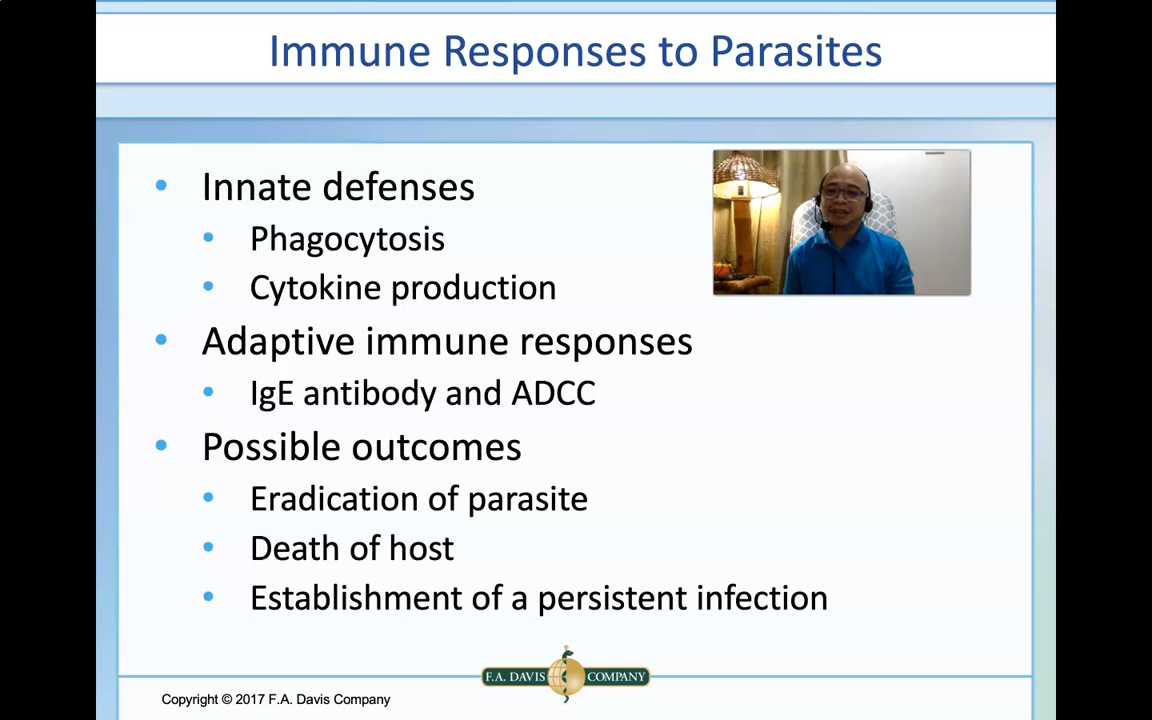 Immune Responses to Parasites
Innate defenses
Phagocytosis
Cytokine production
Adaptive immune responses
IgE antibody and ADCC
Possible outcomes
Eradication of parasite
Death of host
Establishment of a persistent infection
F.A. DAVIS COMPANY
Copyright © 2017 F.A. Davis Company